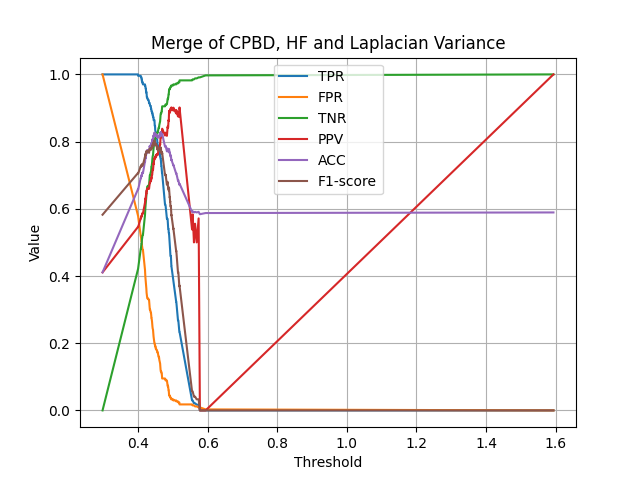 Merge of CPBD, HF and Laplacian Variance
1.0
0.8
0.6
0.4
0.2
0.0
Value
TPR
FPR
TNR
PPV
ACC
F1-score
0.4 0.6 0.8 1.0 1.2 1.4 1.6
Threshold